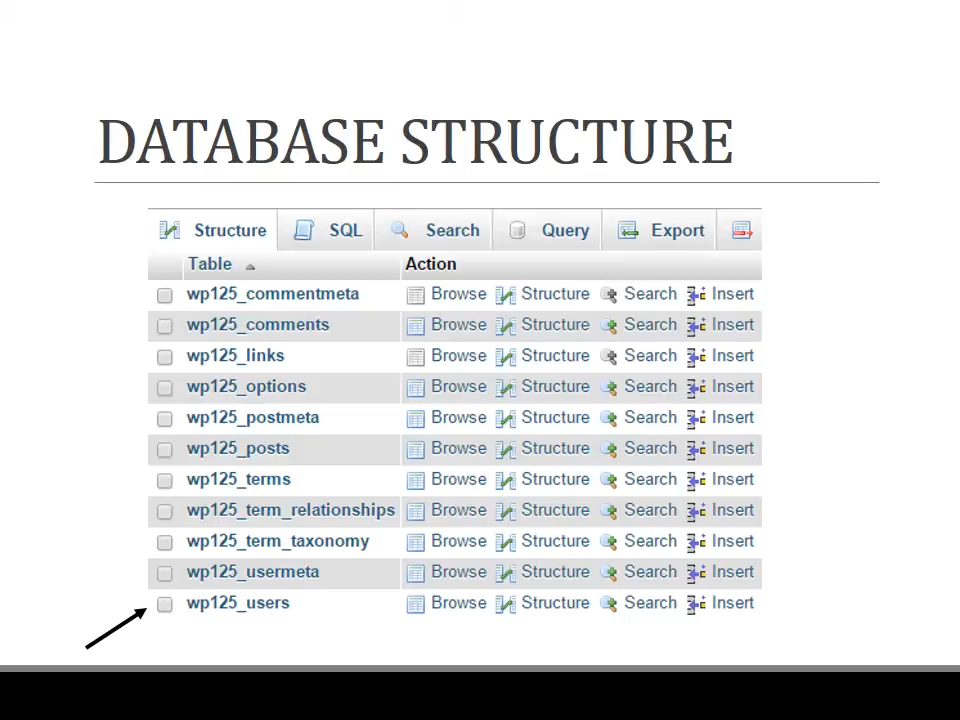 DATABASE STRUCTURE
Structure SQL Search Query Export
Table Action
wp125_commentmeta Browse Structure Search Insert
wp125_comments Browse Structure Search Insert
wp125_links Browse Structure Search Insert
wp125_options Browse Structure Search Insert
wp125_postmeta Browse Structure Search Insert
wp125_posts Browse Structure Search Insert
wp125_terms Browse Structure Search Insert
wp125_term_relationships Browse Structure Search Insert
wp125_term_taxonomy Browse Structure Search Insert
wp125_usermeta Browse Structure Search Insert
wp125_users Browse Structure Search Insert